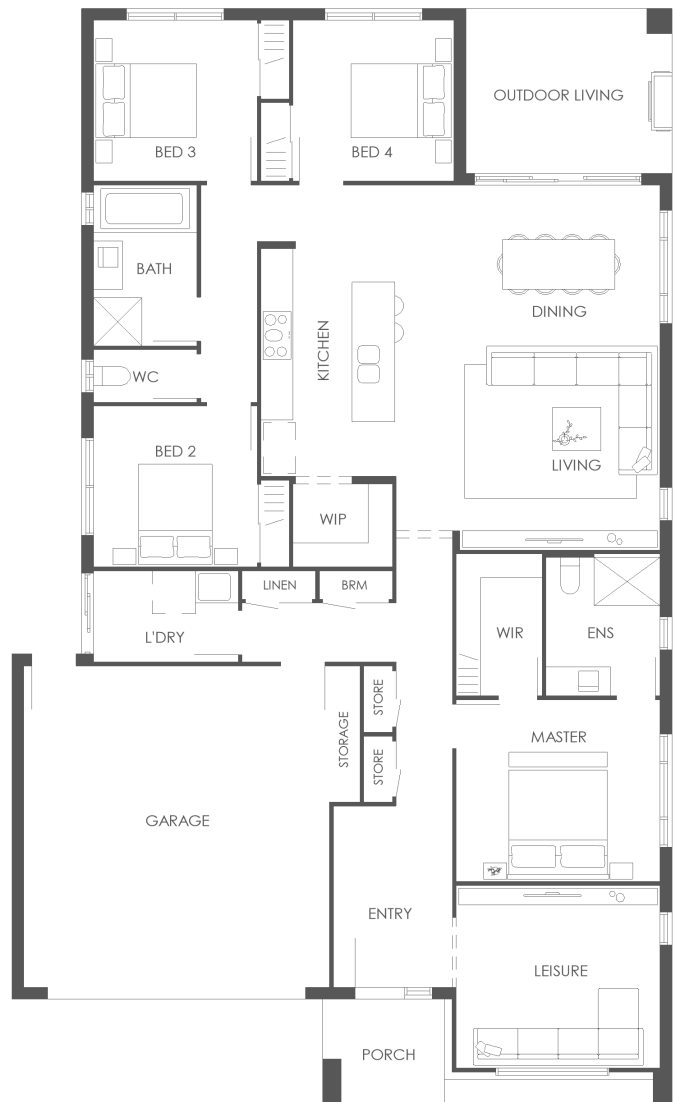 OUTDOOR LIVING
BED 3
BED 4
BATH
DINING
KITCHEN
WC
BED 2
LIVING
WIP
LINEN
BRM
L'DRY
WIR
ENS
STORE
STORAGE
MASTER
STORE
GARAGE
ENTRY
LEISURE
PORCH